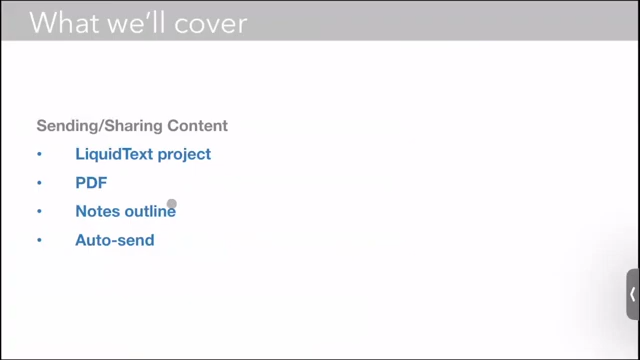 What we'll cover
Sending/Sharing Content
• LiquidText project
• PDF
• Notes outline
• Auto-send